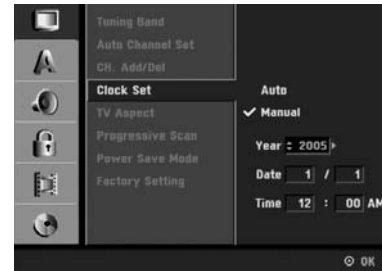 Tuning Band
Auto Channel Set
CH. Add/Del
Clock Set
TV Aspect
Progressive Scan
Power Save Mode
Factory Setting
Auto
✓ Manual
Year 2005
Date 1 / 1
Time 12 : 00 AM
A
OK